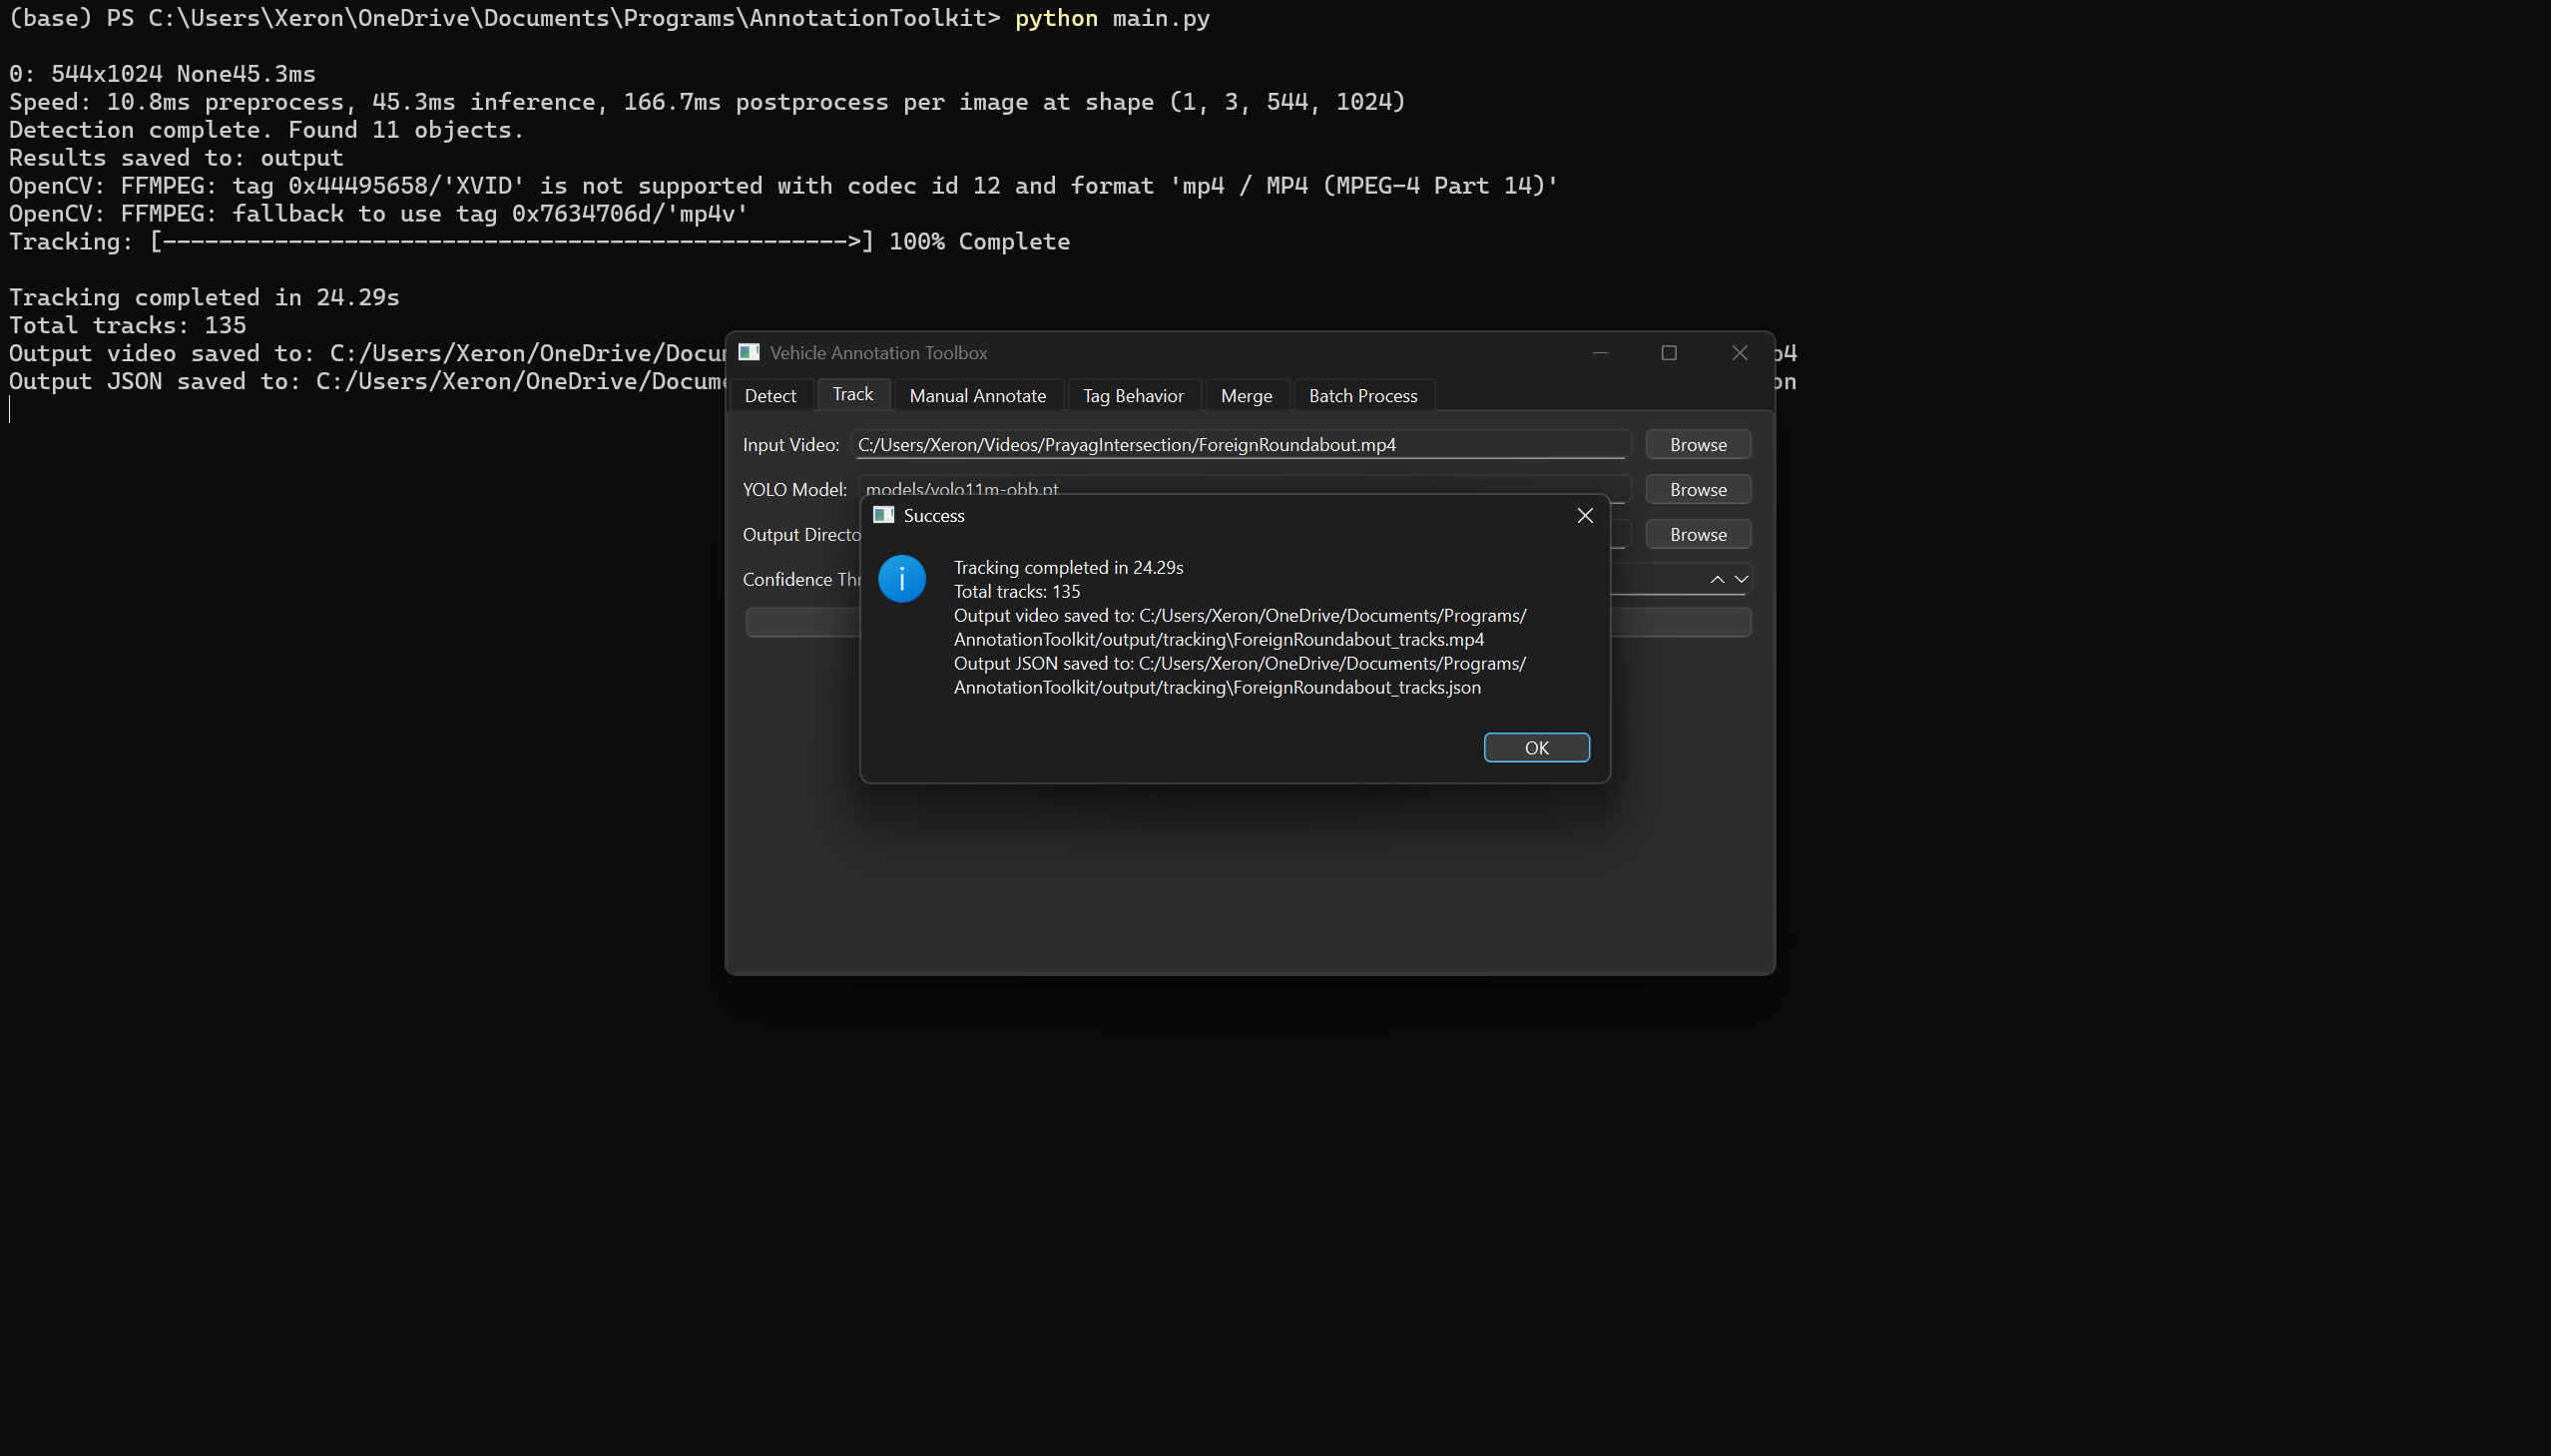 (base) PS C:\Users\Xeron\OneDrive\Documents\Programs\AnnotationToolkit> python main.py
0: 544x1024 None45.3ms
Speed: 10.8ms preprocess, 45.3ms inference, 166.7ms postprocess per image at shape (1, 3, 544, 1024)
Detection complete. Found 11 objects.
Results saved to: output
OpenCV: FFMPEG: tag 0x44495658/'XVID' is not supported with codec id 12 and format 'mp4 / MP4 (MPEG-4 Part 14)'
OpenCV: FFMPEG: fallback to use tag 0x7634706d/'mp4v'
Tracking: [------------------------------------------------->] 100% Complete
Tracking completed in 24.29s
Total tracks: 135
Output video saved to: C:/Users/Xeron/OneDrive/Docum p4
Output JSON saved to: C:/Users/Xeron/OneDrive/Docume on
Vehicle Annotation Toolbox
Detect Track Manual Annotate Tag Behavior Merge Batch Process
Input Video: C:/Users/Xeron/Videos/PrayagIntersection/ForeignRoundabout.mp4 Browse
YOLO Model: models/yolo11m-obb.pt Browse
Output Directo Browse
Confidence Thr
Success
Tracking completed in 24.29s
Total tracks: 135
Output video saved to: C:/Users/Xeron/OneDrive/Documents/Programs/
AnnotationToolkit/output/tracking\ForeignRoundabout_tracks.mp4
Output JSON saved to: C:/Users/Xeron/OneDrive/Documents/Programs/
AnnotationToolkit/output/tracking\ForeignRoundabout_tracks.json
OK